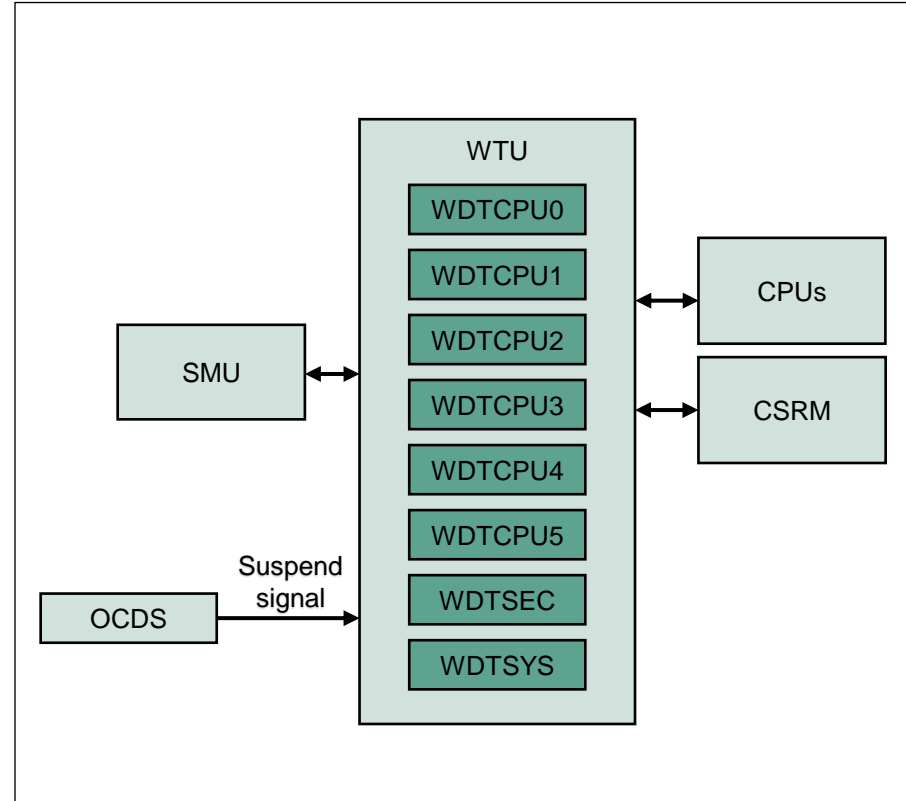 WTU
WDTCPU0
WDTCPU1
WDTCPU2
WDTCPU3
WDTCPU4
WDTCPU5
WDTSEC
WDTSYS
SMU
Suspend
signal
OCDS
CPUs
CSRM